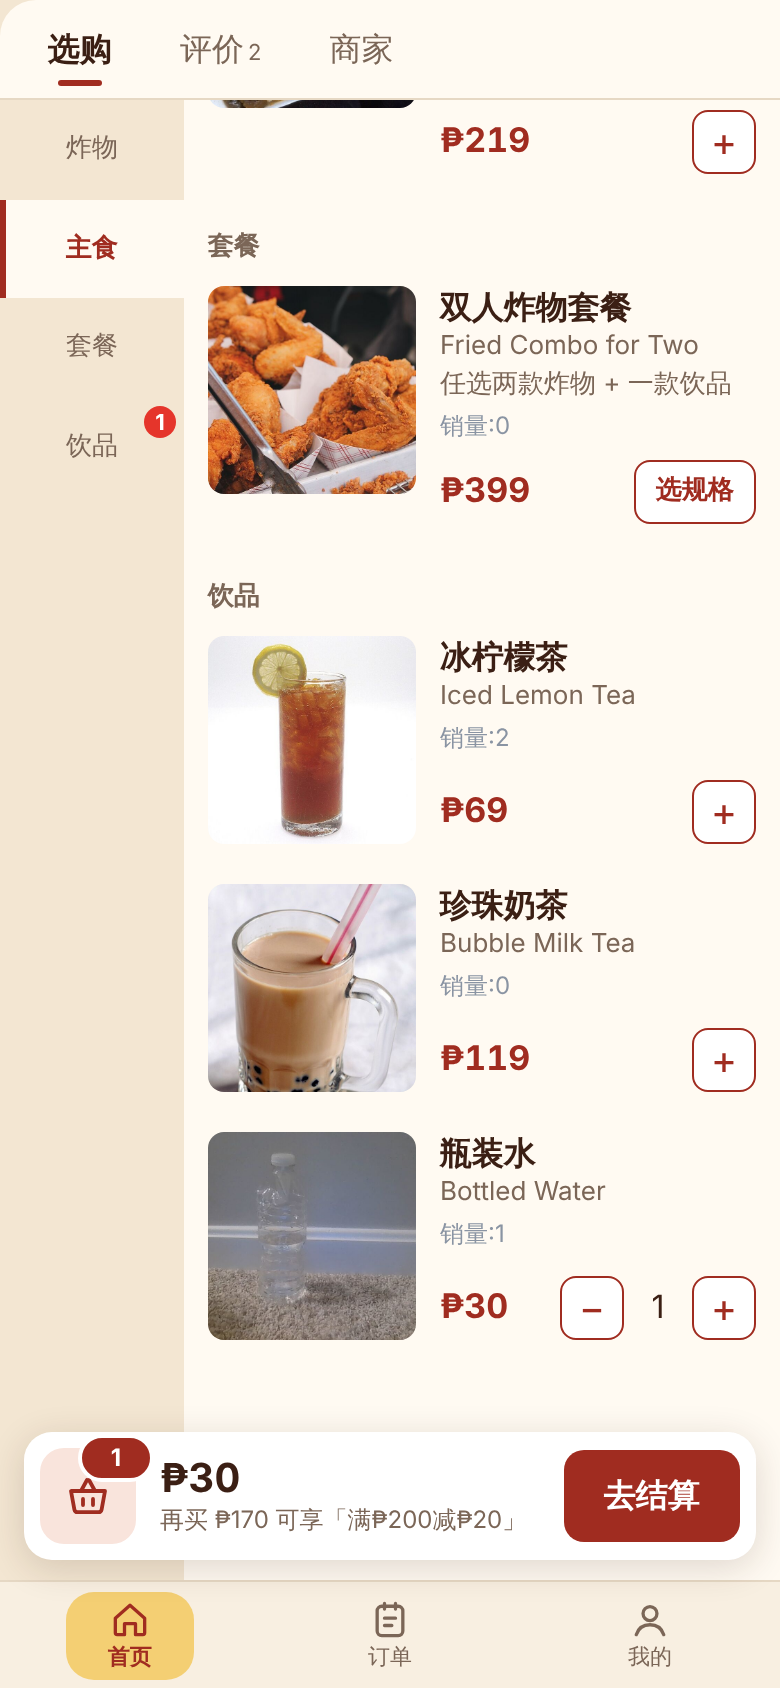 选购
评价 2
商家
炸物
主食
套餐
饮品
1
₱219
+
套餐
双人炸物套餐
Fried Combo for Two
任选两款炸物 + 一款饮品
销量:0
₱399
选规格
饮品
冰柠檬茶
Iced Lemon Tea
销量:2
₱69
+
珍珠奶茶
Bubble Milk Tea
销量:0
₱119
+
瓶装水
Bottled Water
销量:1
₱30
− 1 +
1
₱30
再买 ₱170 可享「满₱200减₱20」
去结算
首页
订单
我的